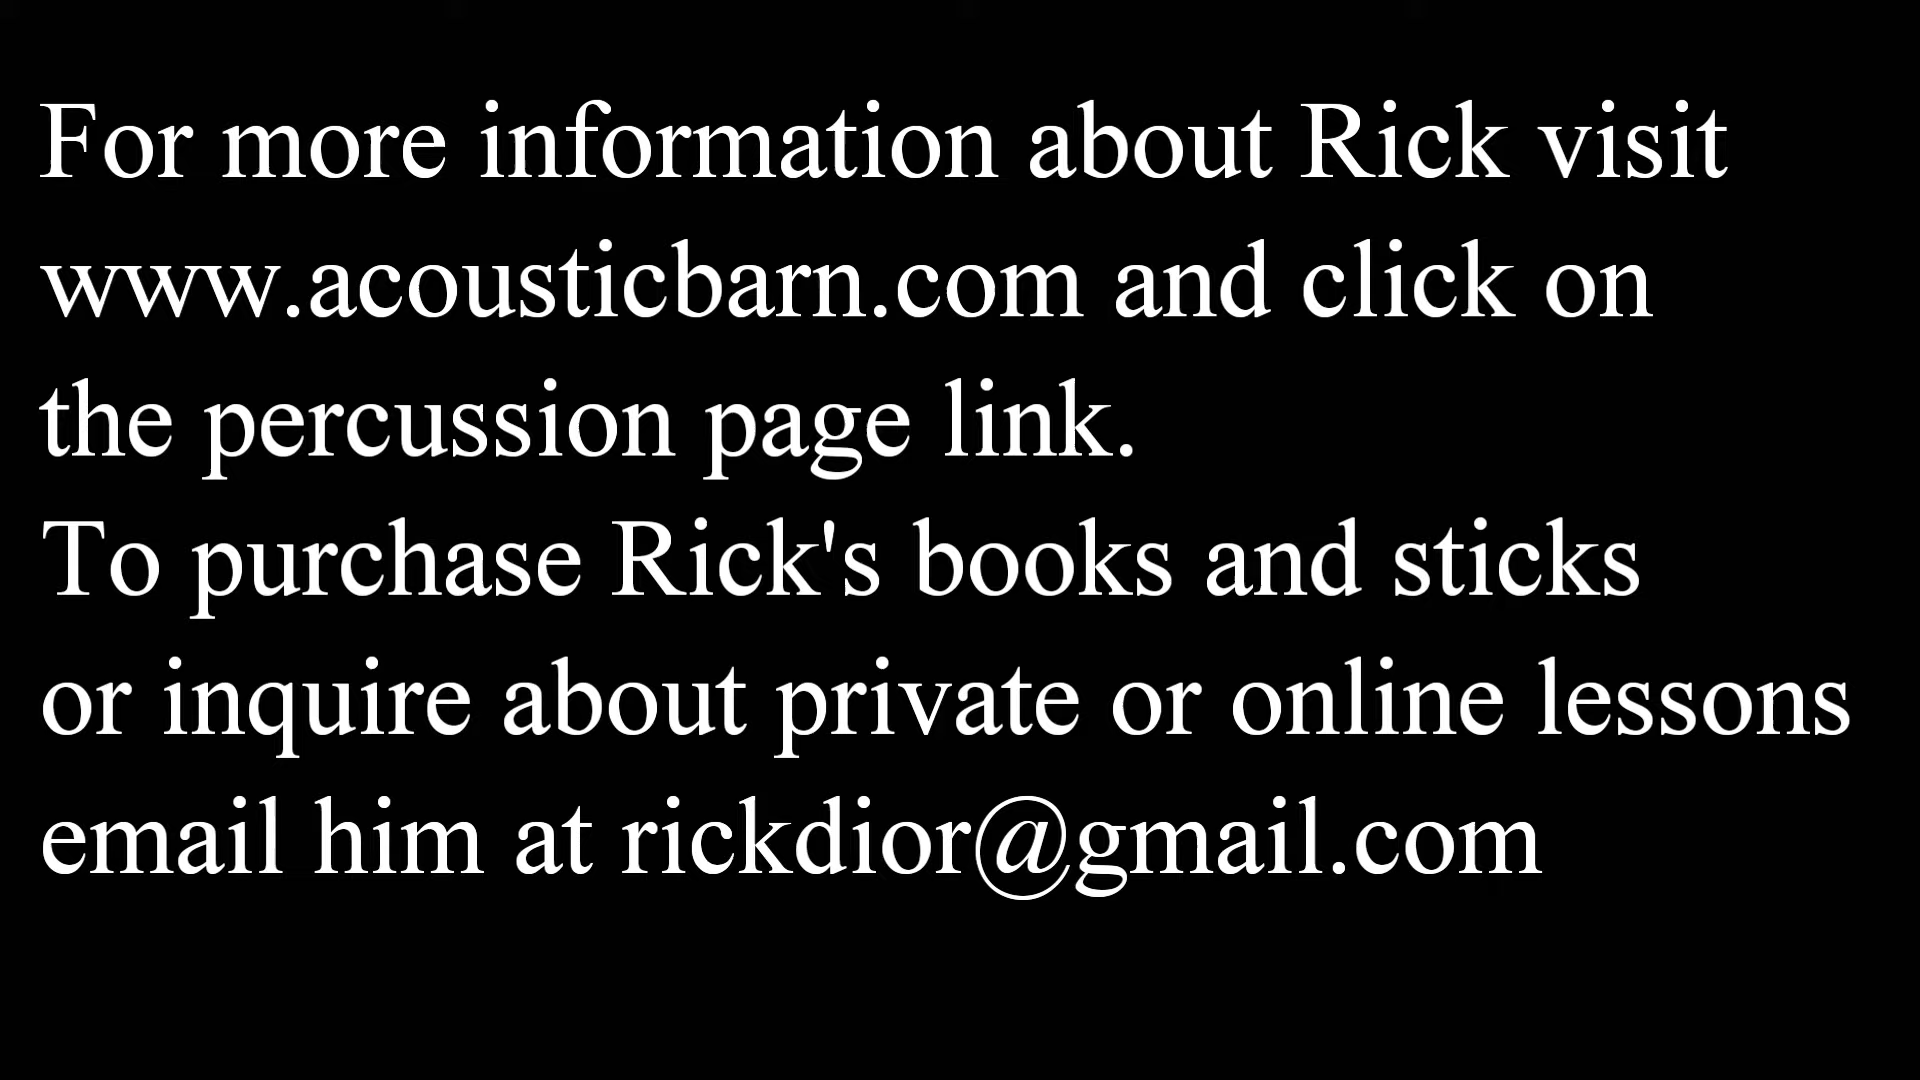 For more information about Rick visit
www.acousticbarn.com and click on
the percussion page link.
To purchase Rick's books and sticks
or inquire about private or online lessons
email him at rickdior@gmail.com